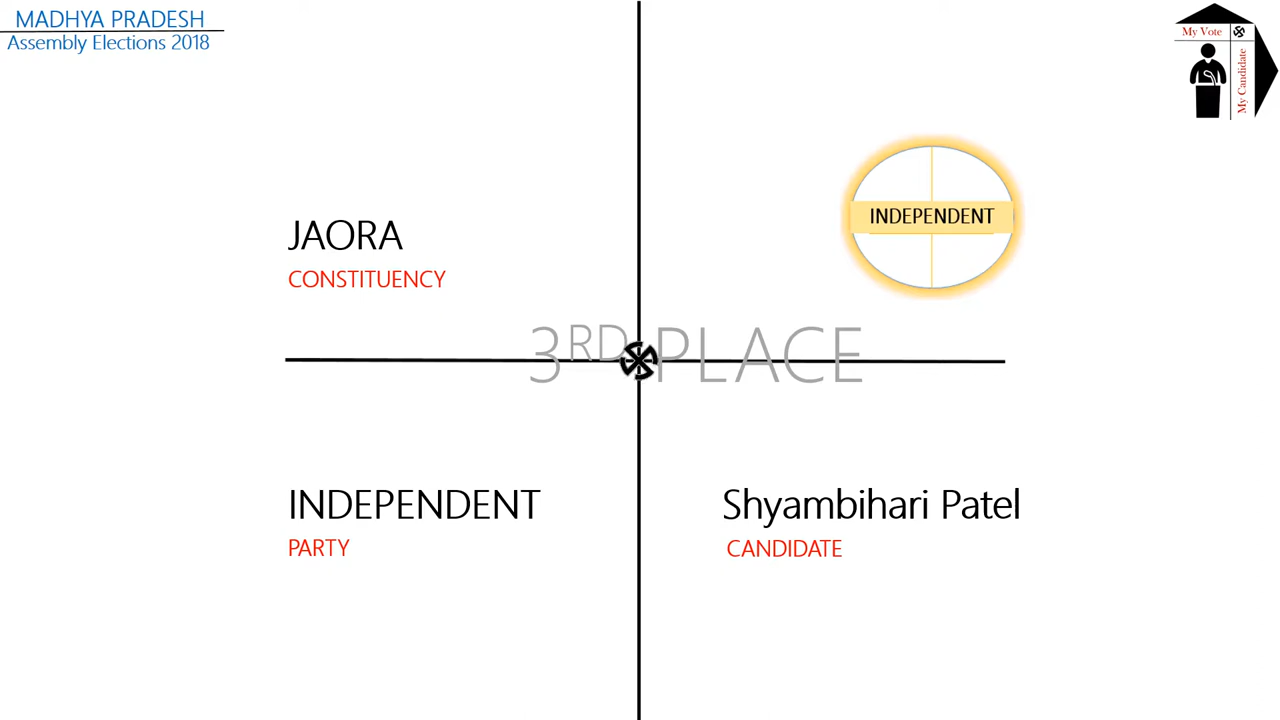 MADHYA PRADESH
Assembly Elections 2018
My Vote
My Candidate
INDEPENDENT
JAORA
CONSTITUENCY
3RD PLACE
INDEPENDENT
PARTY
Shyambihari Patel
CANDIDATE